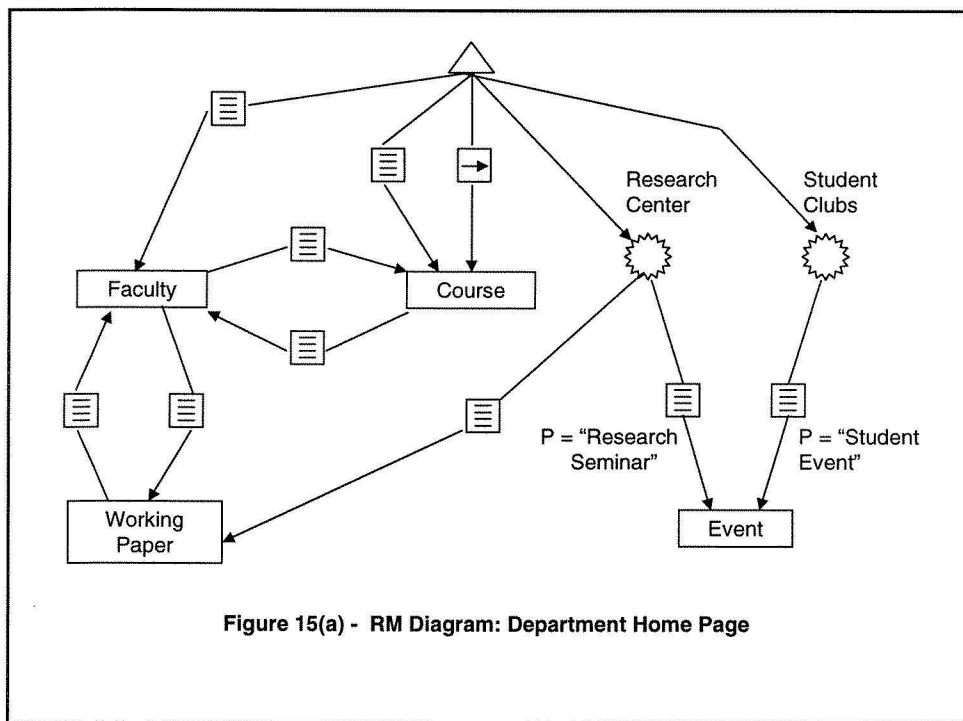 Research
Center
Student
Clubs
Faculty
Course
P = “Research
Seminar”
P = “Student
Event”
Working
Paper
Event
Figure 15(a) - RM Diagram: Department Home Page